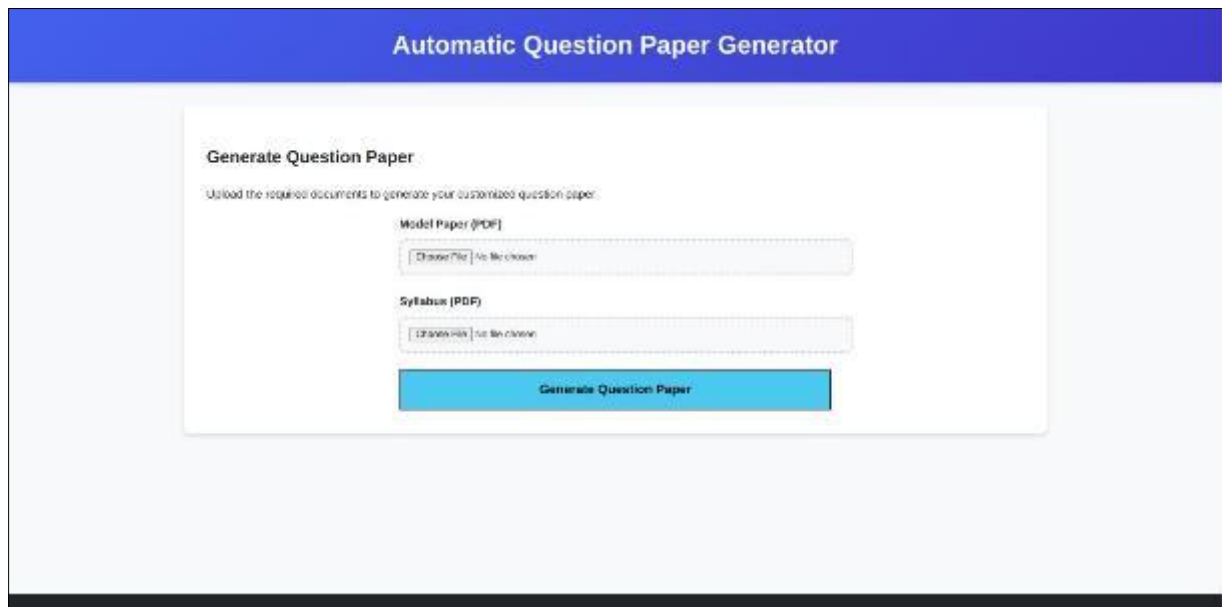 Automatic Question Paper Generator
Generate Question Paper
Upload the required documents to generate your customized question paper
Model Paper (PDF)
Choose File No file chosen
Syllabus (PDF)
Choose File No file chosen
Generate Question Paper